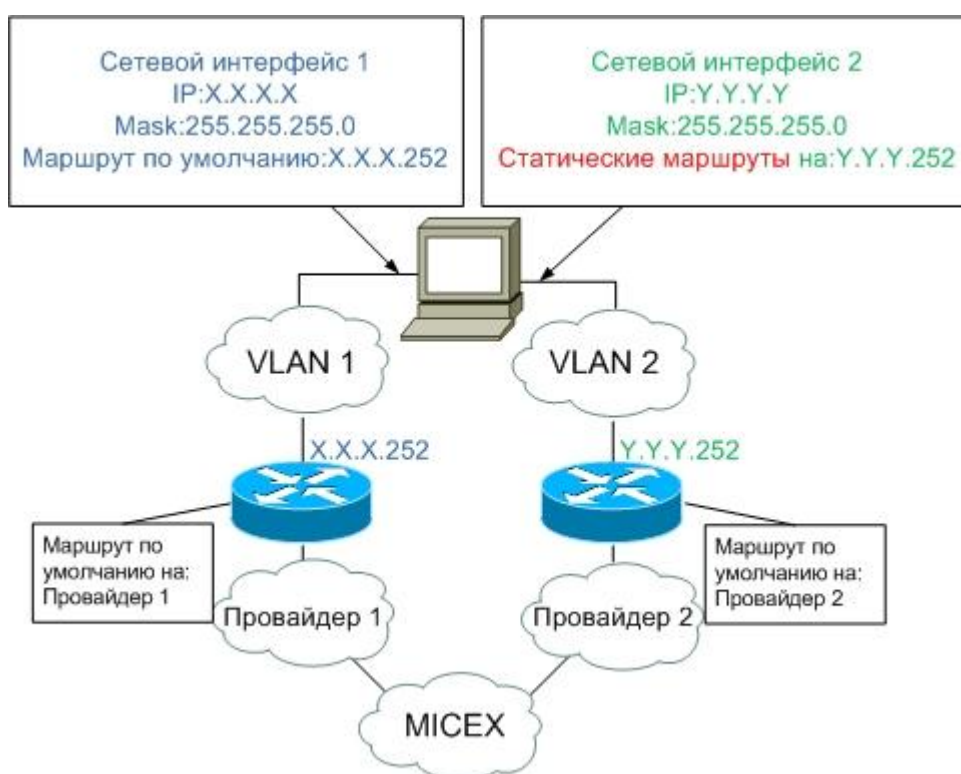 Сетевой интерфейс 1
IP:X.X.X.X
Mask:255.255.255.0
Маршрут по умолчанию:X.X.X.252
Сетевой интерфейс 2
IP:Y.Y.Y.Y
Mask:255.255.255.0
Статические маршруты на:Y.Y.Y.252
VLAN 1
VLAN 2
X.X.X.252
Y.Y.Y.252
Маршрут по
умолчанию на:
Провайдер 1
Маршрут по
умолчанию на:
Провайдер 2
Провайдер 1
Провайдер 2
MICEX